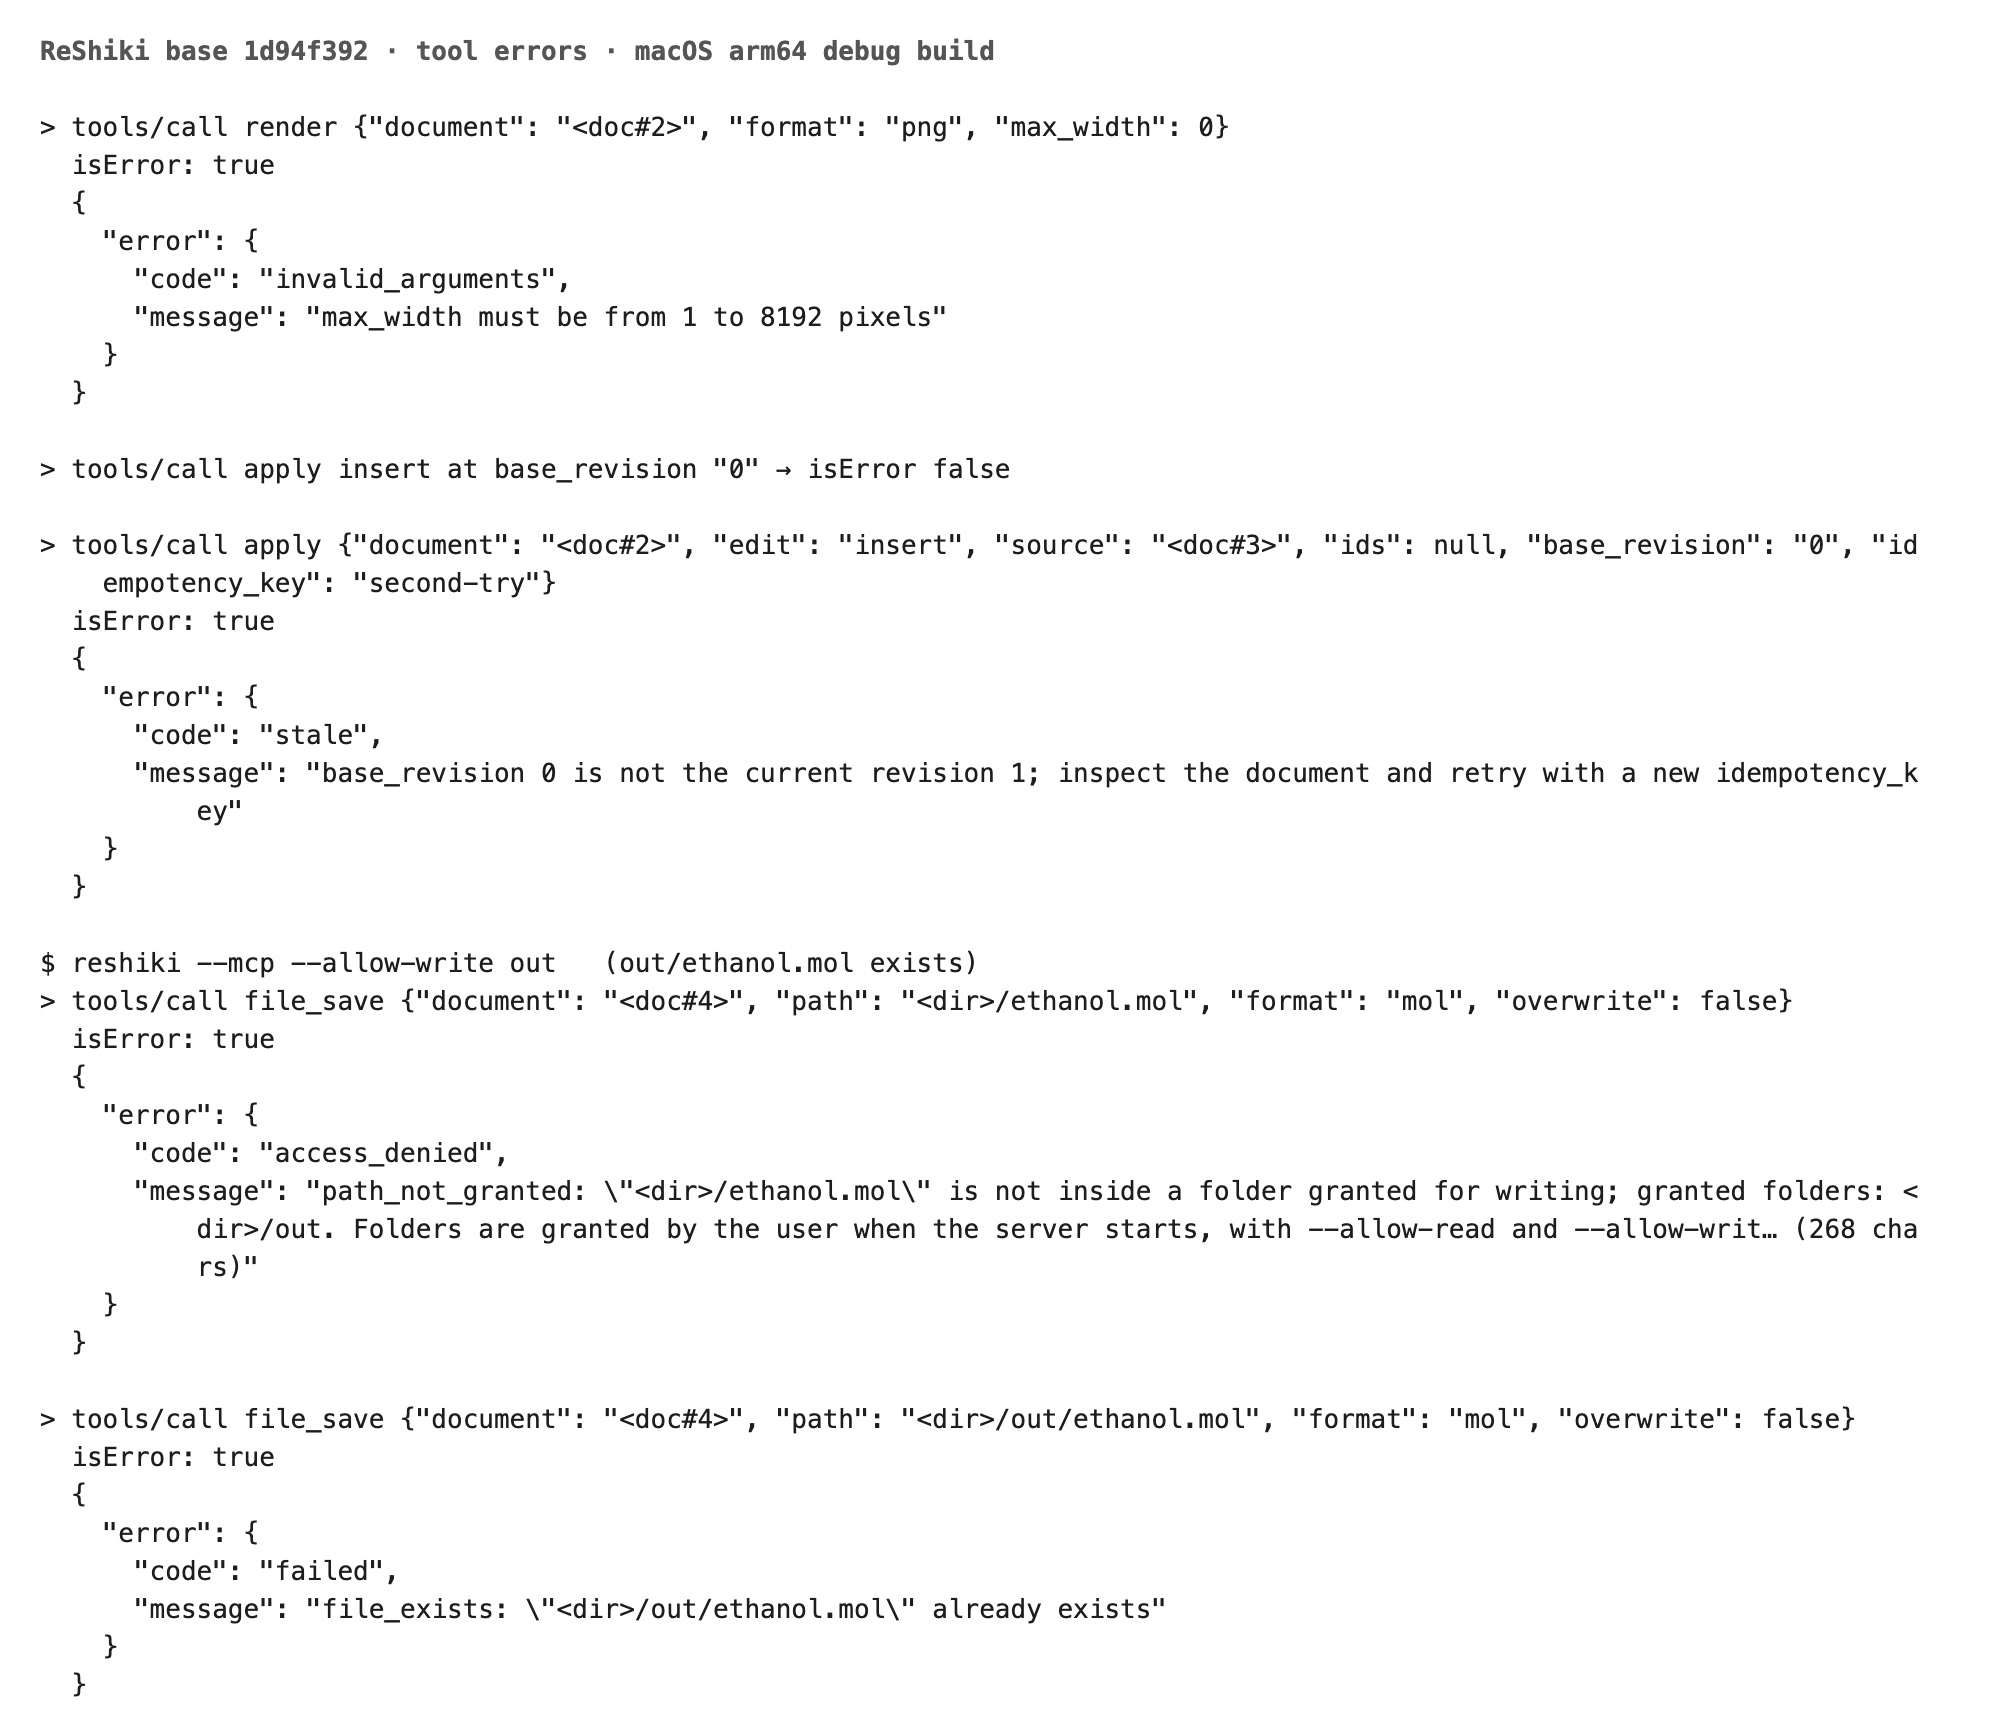 ReShiki base 1d94f392 · tool errors · macOS arm64 debug build
> tools/call render {"document": "<doc#2>", "format": "png", "max_width": 0}
isError: true
{
"error": {
"code": "invalid_arguments",
"message": "max_width must be from 1 to 8192 pixels"
}
}
> tools/call apply insert at base_revision "0" → isError false
> tools/call apply {"document": "<doc#2>", "edit": "insert", "source": "<doc#3>", "ids": null, "base_revision": "0", "id
empotency_key": "second-try"}
isError: true
{
"error": {
"code": "stale",
"message": "base_revision 0 is not the current revision 1; inspect the document and retry with a new idempotency_k
ey"
}
}
$ reshiki --mcp --allow-write out   (out/ethanol.mol exists)
> tools/call file_save {"document": "<doc#4>", "path": "<dir>/ethanol.mol", "format": "mol", "overwrite": false}
isError: true
{
"error": {
"code": "access_denied",
"message": "path_not_granted: \"<dir>/ethanol.mol\" is not inside a folder granted for writing; granted folders: <
dir>/out. Folders are granted by the user when the server starts, with --allow-read and --allow-writ… (268 cha
rs)"
}
}
> tools/call file_save {"document": "<doc#4>", "path": "<dir>/out/ethanol.mol", "format": "mol", "overwrite": false}
isError: true
{
"error": {
"code": "failed",
"message": "file_exists: \"<dir>/out/ethanol.mol\" already exists"
}
}